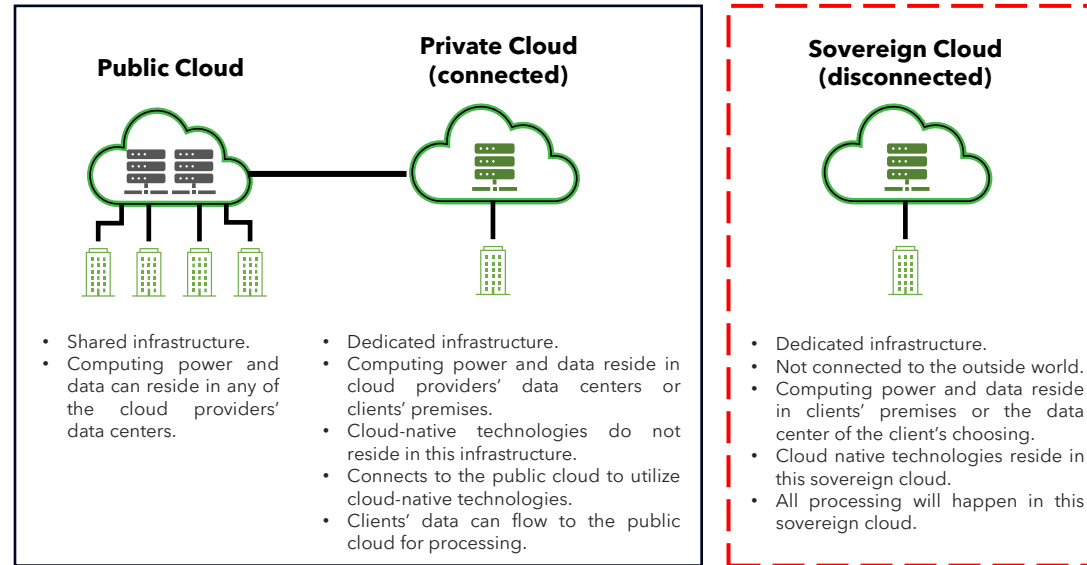 Public Cloud
• Shared infrastructure.
• Computing power and
data can reside in any of
the cloud providers’
data centers.
Private Cloud
(connected)
• Dedicated infrastructure.
• Computing power and data reside in
cloud providers’ data centers or
clients’ premises.
• Cloud-native technologies do not
reside in this infrastructure.
• Connects to the public cloud to utilize
cloud-native technologies.
• Clients’ data can flow to the public
cloud for processing.
Sovereign Cloud
(disconnected)
• Dedicated infrastructure.
• Not connected to the outside world.
• Computing power and data reside
in clients’ premises or the data
center of the client’s choosing.
• Cloud native technologies reside in
this sovereign cloud.
• All processing will happen in this
sovereign cloud.